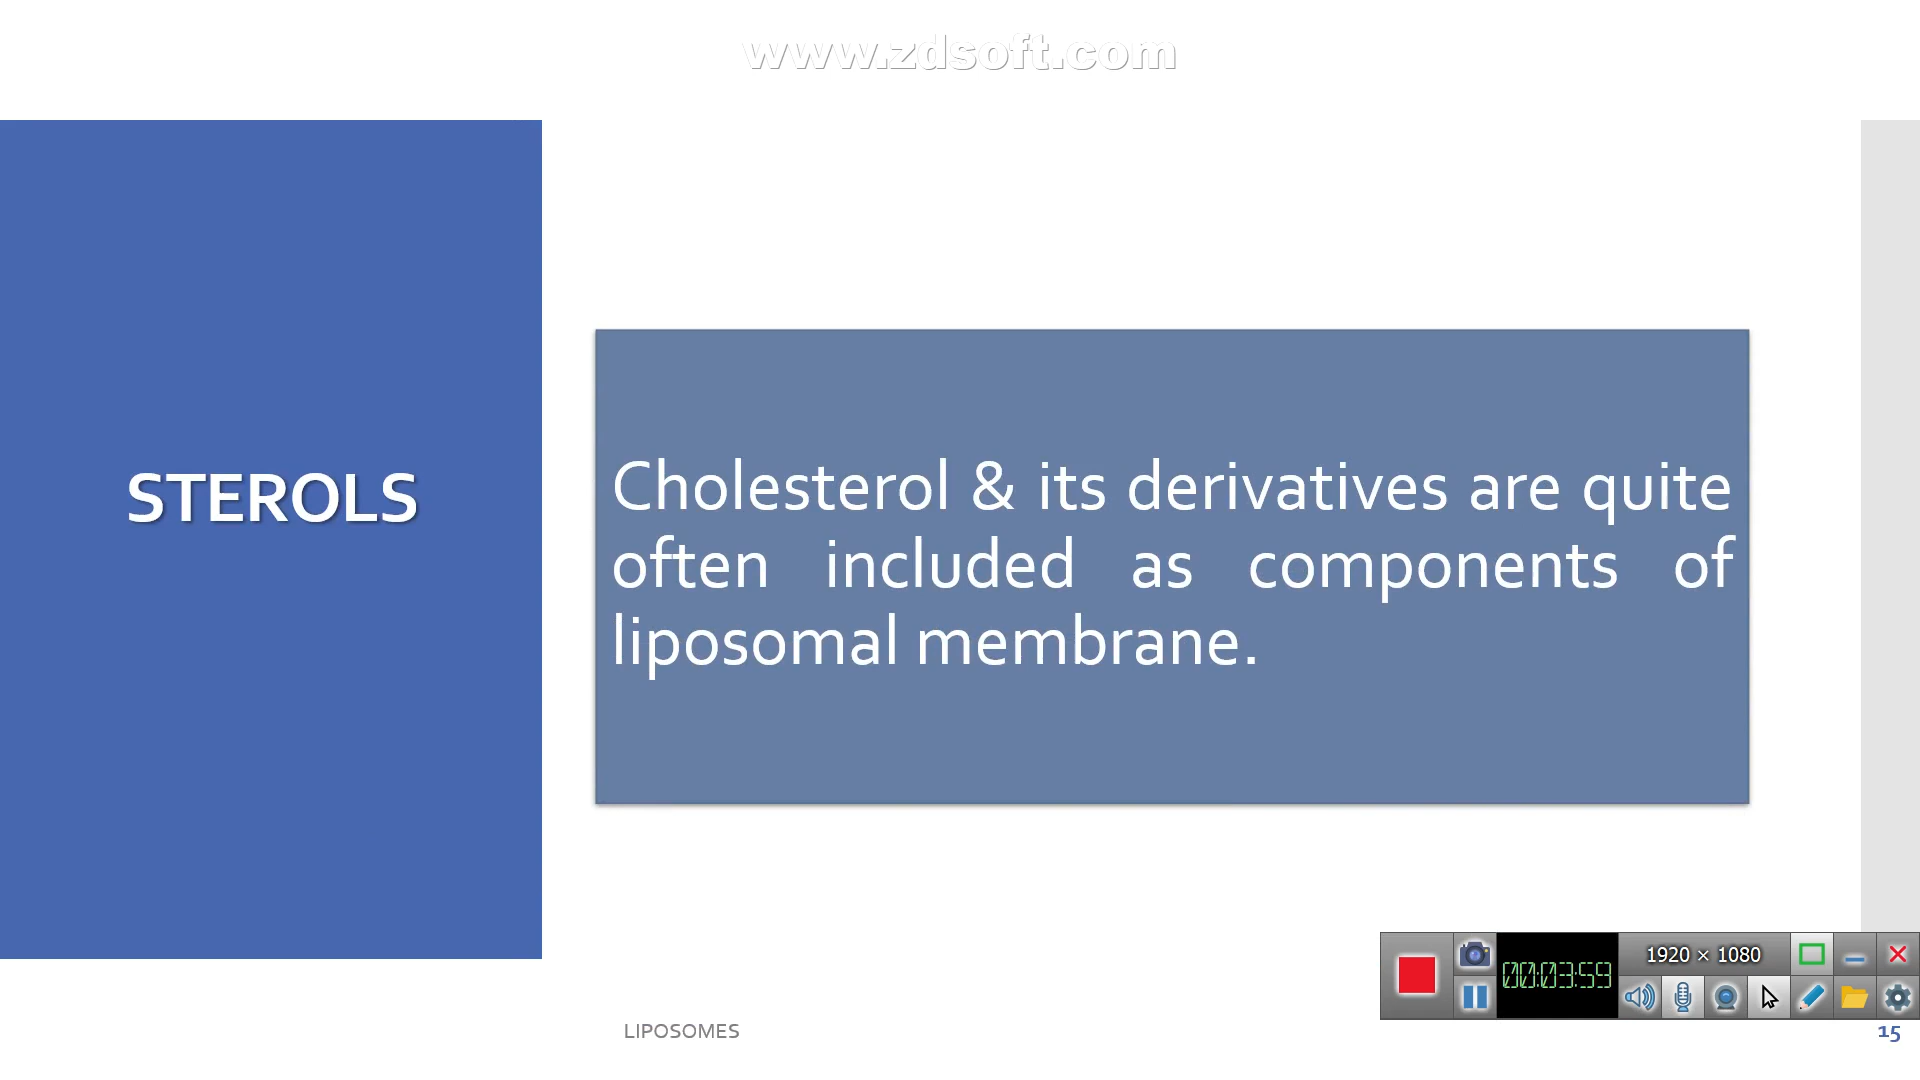 www.zdsoft.com
STEROLS
Cholesterol & its derivatives are quite
often included as components of
liposomal membrane.
00:03:59
1920 × 1080
LIPOSOMES
15